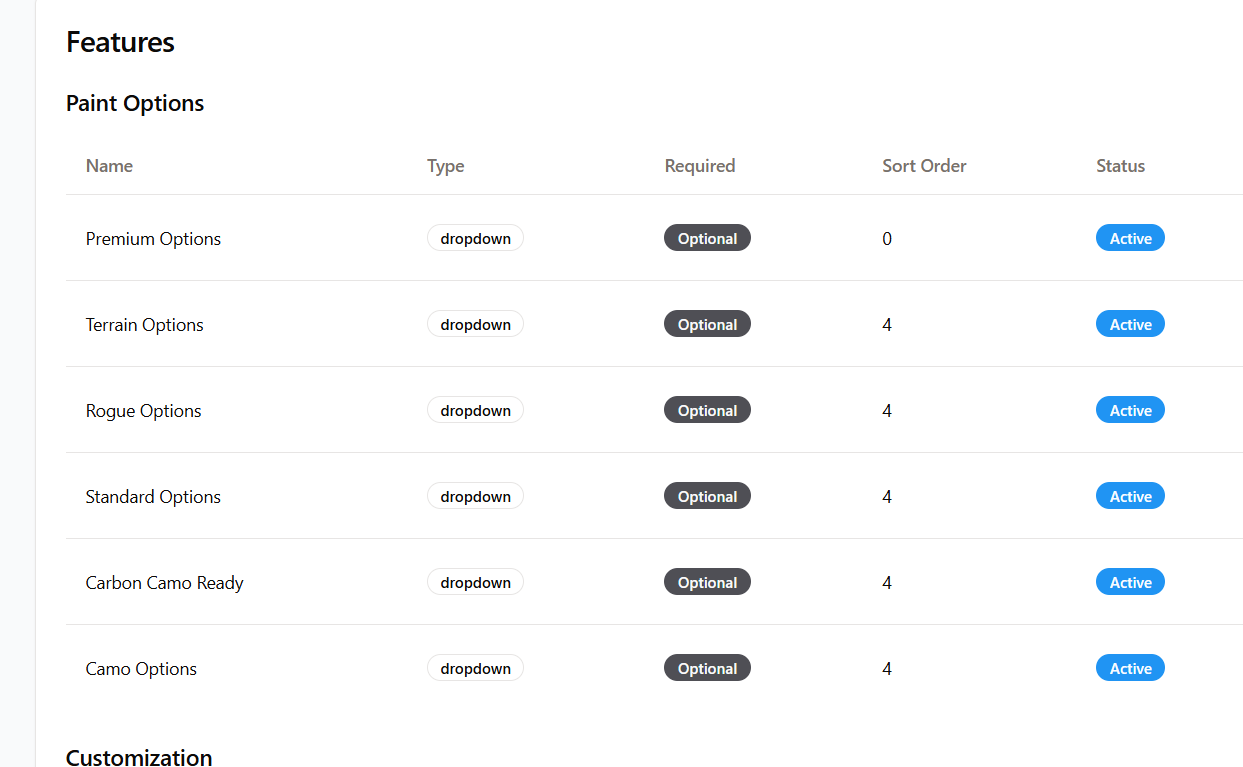 Features
Paint Options
Name Type Required Sort Order Status
Premium Options dropdown Optional 0 Active
Terrain Options dropdown Optional 4 Active
Rogue Options dropdown Optional 4 Active
Standard Options dropdown Optional 4 Active
Carbon Camo Ready dropdown Optional 4 Active
Camo Options dropdown Optional 4 Active
Customization